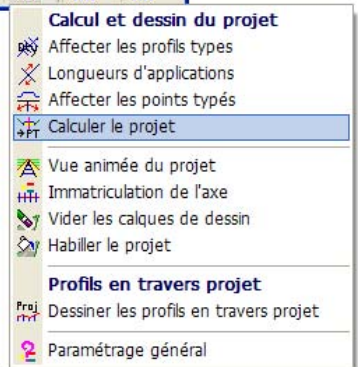 Calcul et dessin du projet
Affecter les profils types
Longueurs d'applications
Affecter les points typés
Calculer le projet
Vue animée du projet
Immatriculation de l'axe
Vider les calques de dessin
Habiller le projet
Profils en travers projet
Dessiner les profils en travers projet
Paramétrage général